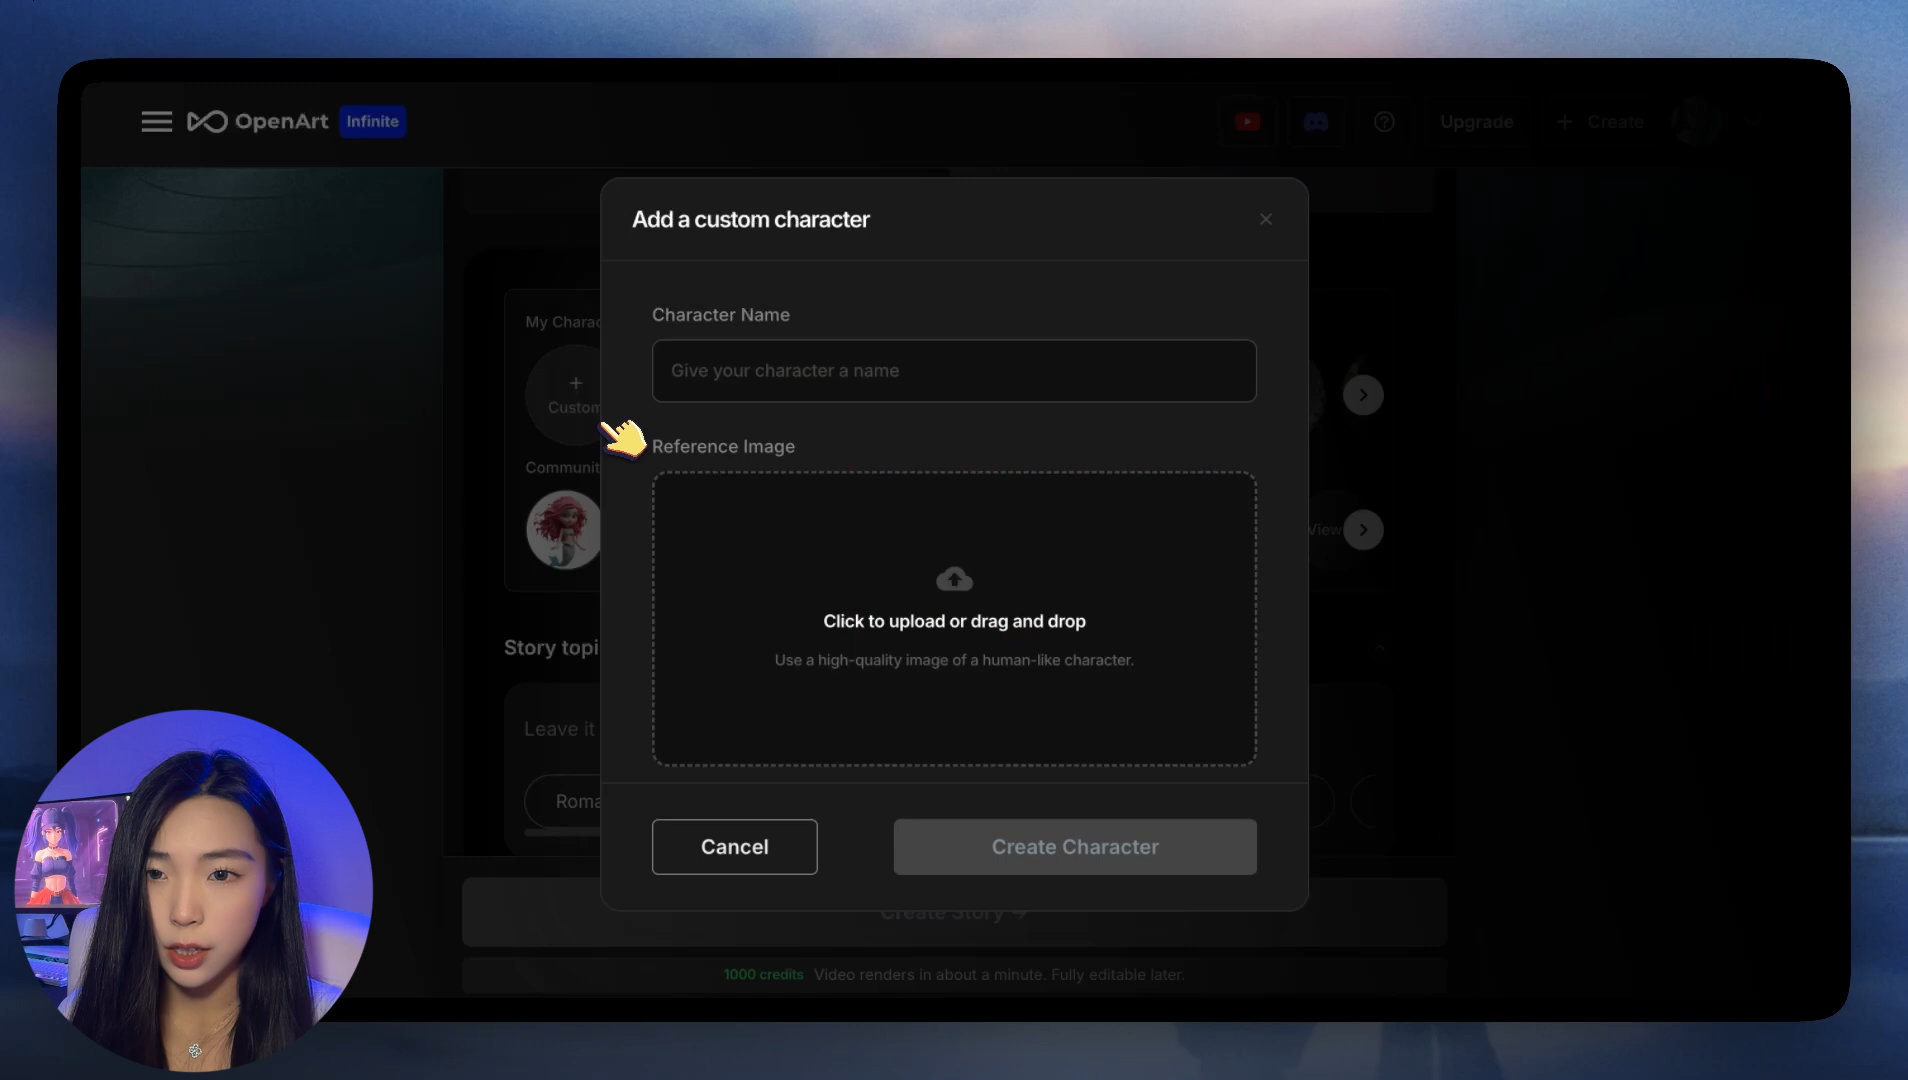 OpenArt Infinite
Upgrade
+ Create
Add a custom character
Character Name
Give your character a name
My Charac
+
Custom
Reference Image
Communit
View
Click to upload or drag and drop
Use a high-quality image of a human-like character.
Story topi
Leave it
Roma
Cancel
Create Character
Create Story →
1000 credits Video renders in about a minute. Fully editable later.